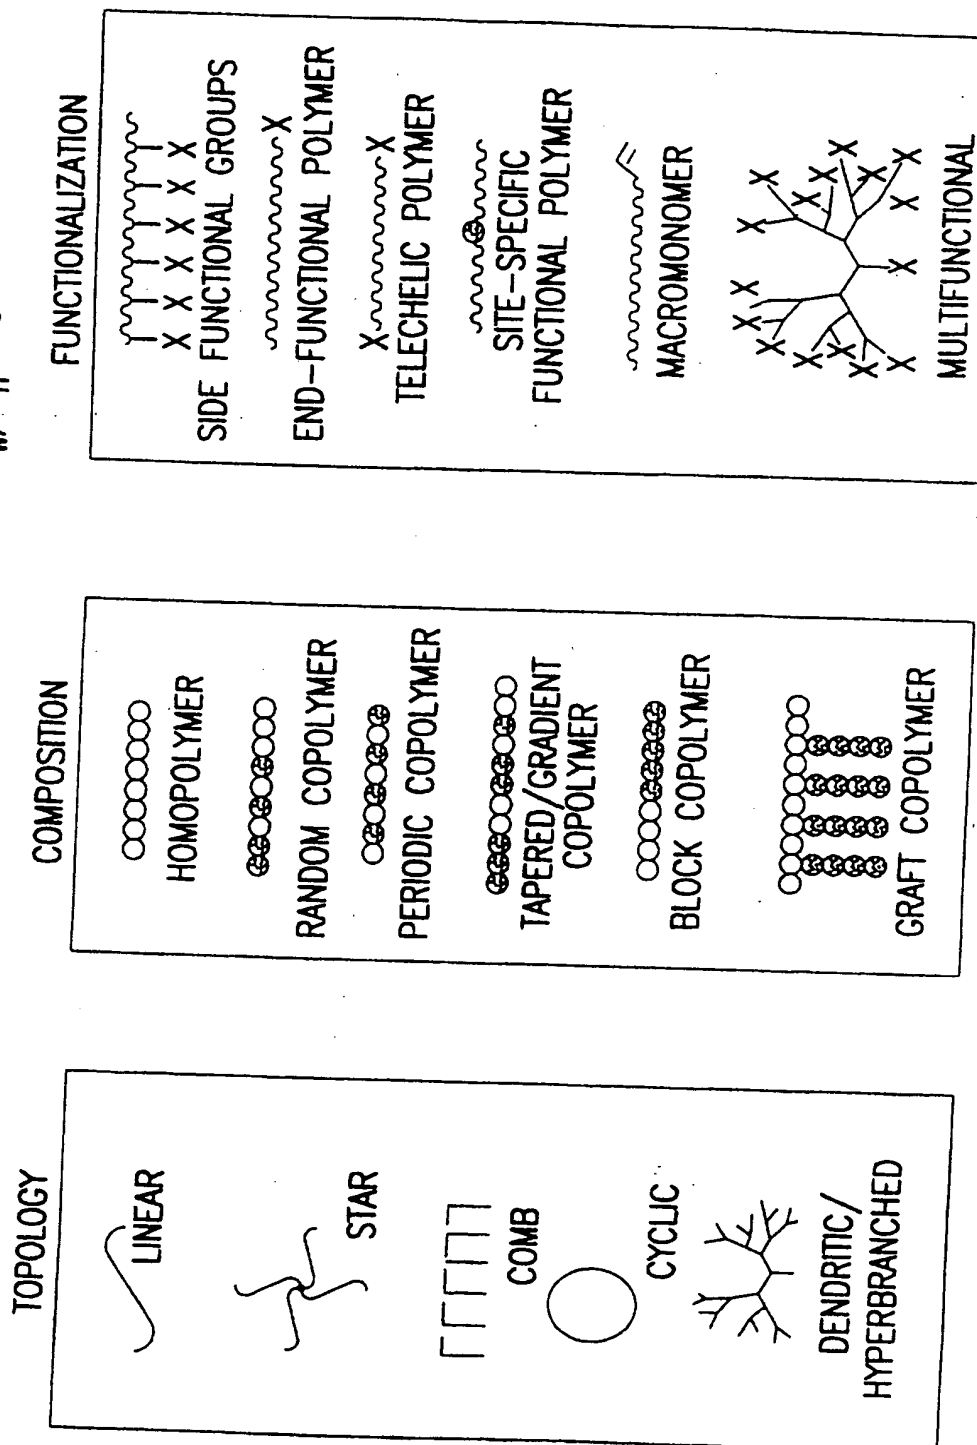 TOPOLOGY
LINEAR
STAR
COMB
CYCLIC
DENDRITIC/
HYPERBRANCHED
COMPOSITION
HOMOPOLYMER
RANDOM COPOLYMER
PERIODIC COPOLYMER
TAPERED/GRADIENT
COPOLYMER
BLOCK COPOLYMER
GRAFT COPOLYMER
FUNCTIONALIZATION
X X X X X X
SIDE FUNCTIONAL GROUPS
X
END-FUNCTIONAL POLYMER
X X
TELECHELIC POLYMER
SITE-SPECIFIC
FUNCTIONAL POLYMER
MACROMONOMER
X X X X X X X X X X X X X X X X X
MULTIFUNCTIONAL